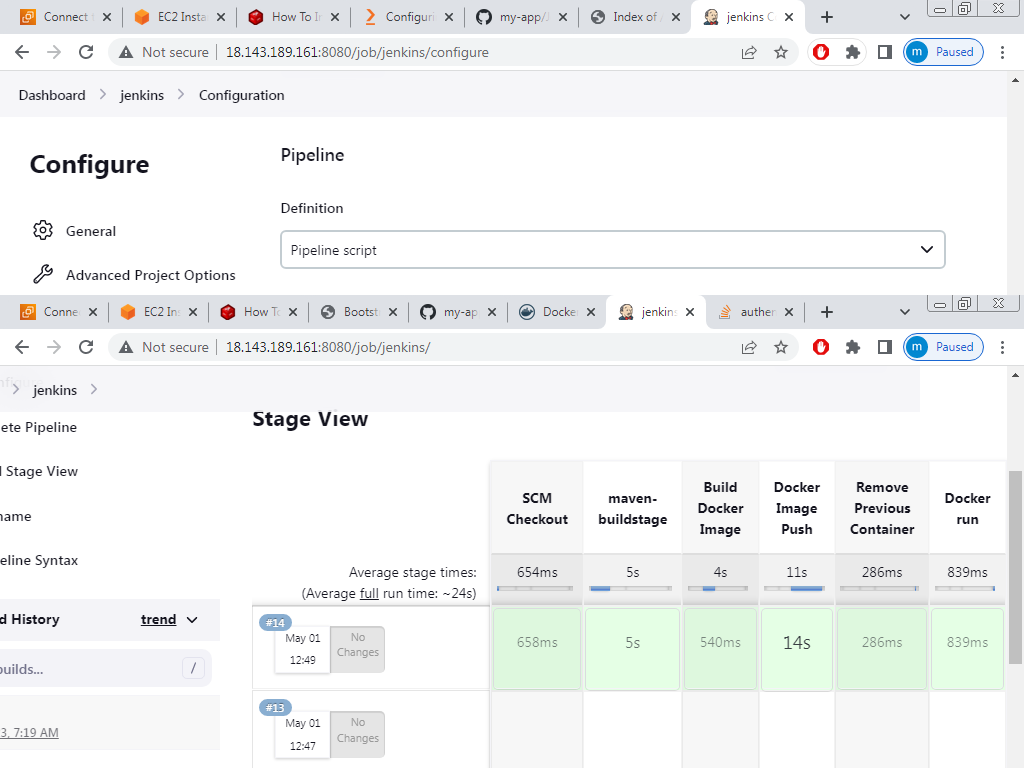 Connect
EC2 Insta
How To I
Configuri
my-app/J
Index of /
jenkins C
Not secure
18.143.189.161:8080/job/jenkins/configure
m
Paused
Dashboard
jenkins
Configuration
Configure
Pipeline
Definition
General
Pipeline script
Advanced Project Options
Connec
EC2 Ins
How To
Bootst
my-ap
Docke
jenkins
auther
Not secure
18.143.189.161:8080/job/jenkins/
m
Paused
jenkins
ete Pipeline
Stage View
l Stage View
name
eline Syntax
SCM
Checkout
maven-
buildstage
Build
Docker
Image
Docker
Image
Push
Remove
Previous
Container
Docker
run
Average stage times:
(Average full run time: ~24s)
654ms
5s
4s
11s
286ms
839ms
d History
trend
builds...
/
#14
May 01
12:49
No
Changes
658ms
5s
540ms
14s
286ms
839ms
#13
May 01
12:47
No
Changes
3, 7:19 AM